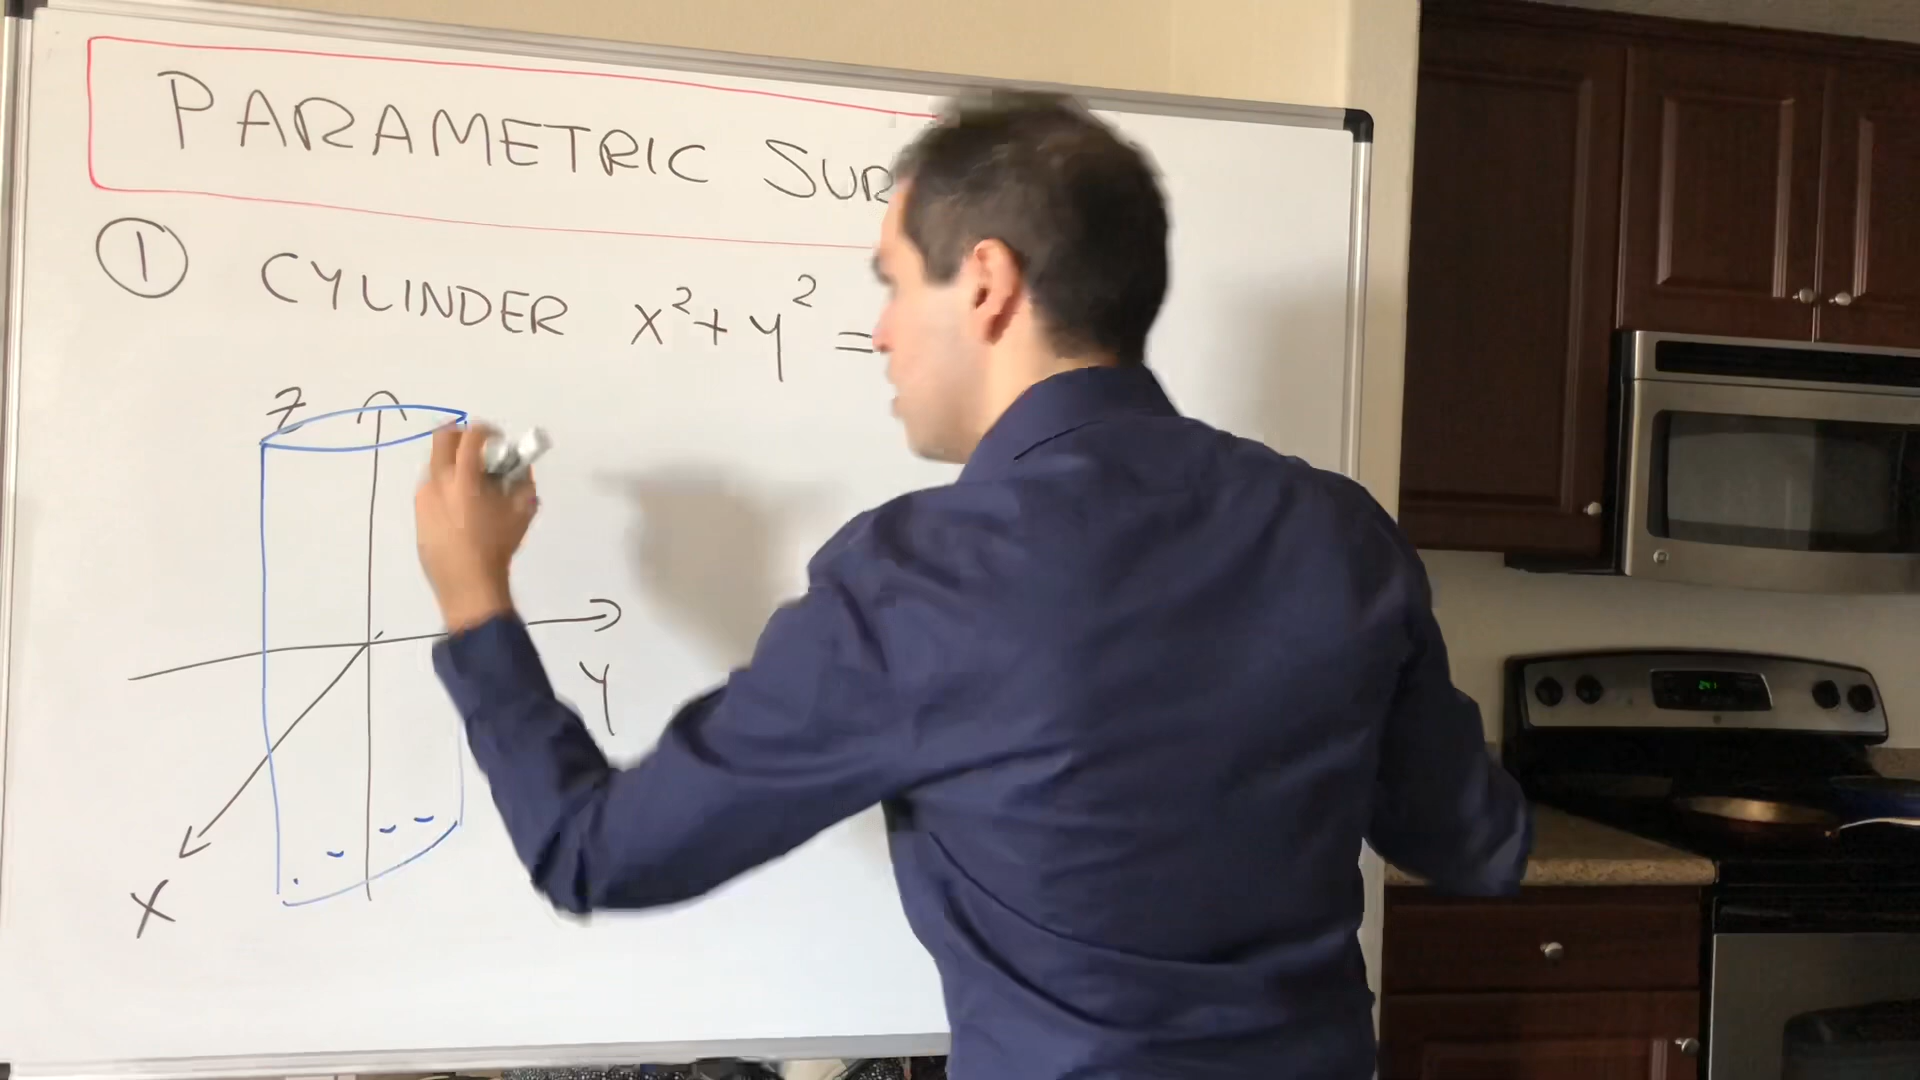 PARAMETRIC SUR
① CYLINDER x² + y² =
Z
Y
X